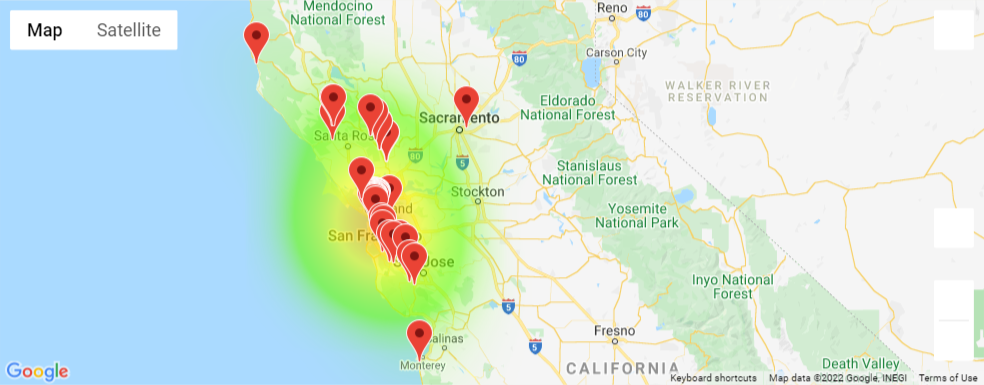 Map
Satellite
Mendocino
National Forest
Reno
80
80
Carson City
WALKER RIVER
RESERVATION
Eldorado
National Forest
Sacramento
Santa Rosa
80
5
Stanislaus
National Forest
Stockton
Yosemite
National Park
San Francisco
San Jose
Inyo National
Forest
5
Fresno
5
Salinas
Monterey
CALIFORNIA
Death Valley
Google
Keyboard shortcuts
Map data ©2022 Google, INEGI
Terms of Use